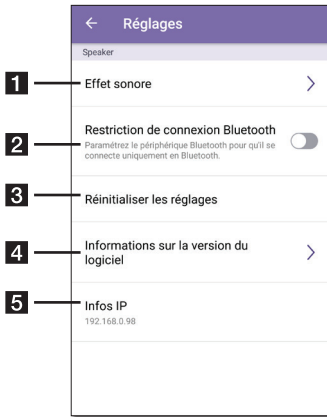 ← Réglages
Speaker
1 Effet sonore
2 Restriction de connexion Bluetooth
Paramétrez le périphérique Bluetooth pour qu'il se
connecte uniquement en Bluetooth.
3 Réinitialiser les réglages
4 Informations sur la version du
logiciel
5 Infos IP
192.168.0.98